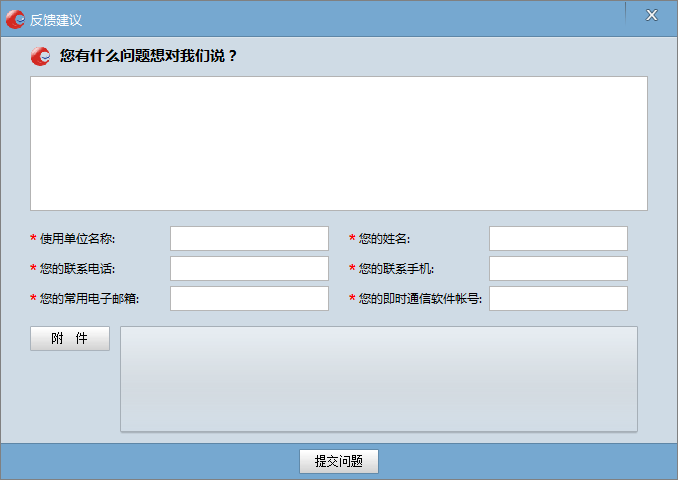 反馈建议
您有什么问题想对我们说？
* 使用单位名称:
* 您的姓名:
* 您的联系电话:
* 您的联系手机:
* 您的常用电子邮箱:
* 您的即时通信软件帐号:
附 件
提交问题